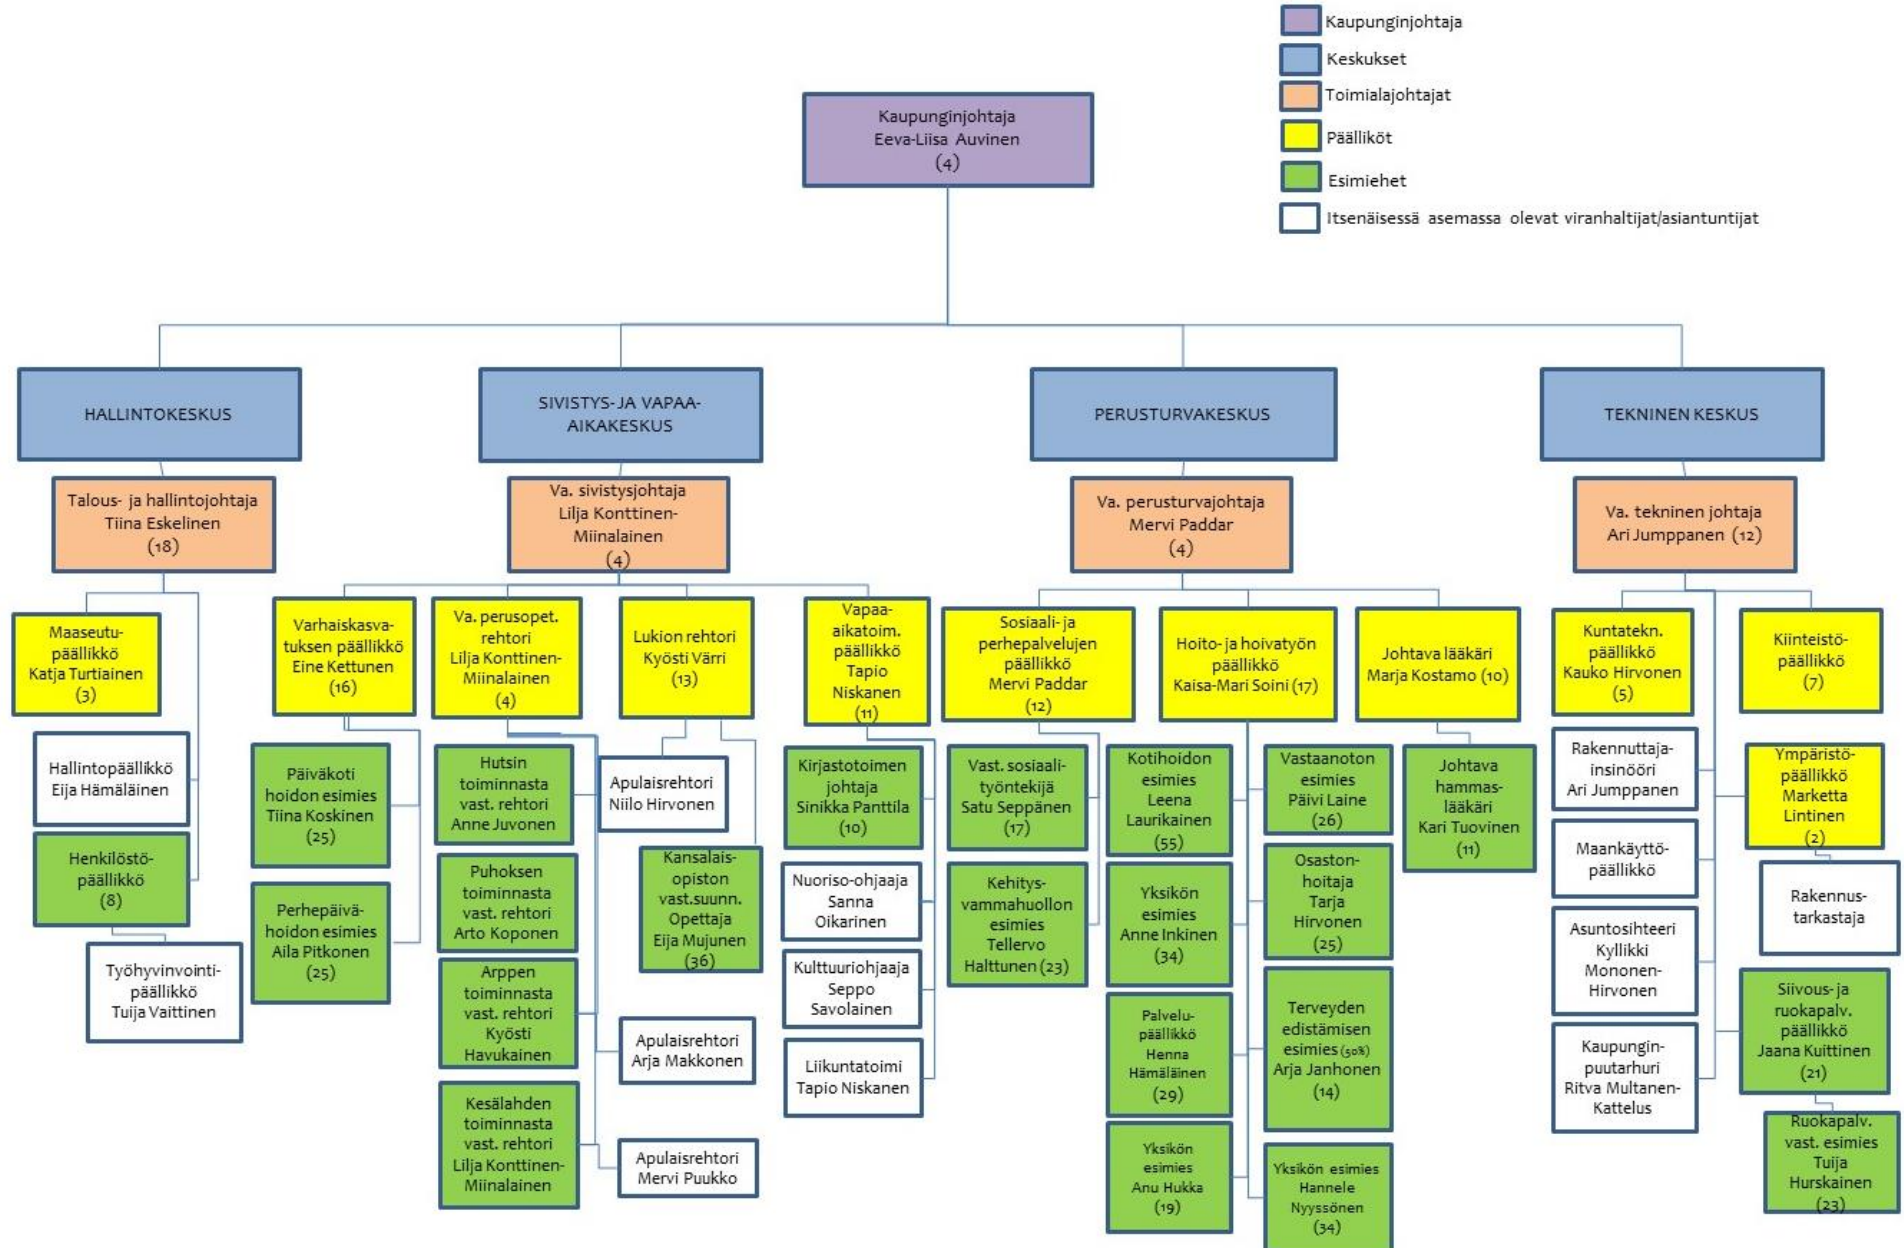 Kaupunginjohtaja
Keskukset
Toimialajohtajat
Päälliköt
Esimiehet
Itsenäisessä asemassa olevat viranhaltijat/asiantuntijat
Kaupunginjohtaja
Eeva-Liisa Auvinen
(4)
HALLINTOKESKUS
SIVISTYS- JA VAPAA-
AIKAKESKUS
PERUSTURVAKESKUS
TEKNINEN KESKUS
Talous- ja hallintojohtaja
Tiina Eskelinen
(18)
Va. sivistysjohtaja
Lilja Konttinen-
Miinalainen
(4)
Va. perusturvajohtaja
Mervi Paddar
(4)
Va. tekninen johtaja
Ari Jumppanen (12)
Maaseutu-
päällikkö
Katja Turtiainen
(3)
Hallintopäällikkö
Eija Hämäläinen
Henkilöstö-
päällikkö
(8)
Työhyvinvointi-
päällikkö
Tuija Vaittinen
Varhaiskasva-
tuksen päällikkö
Eine Kettunen
(16)
Päiväkoti
hoidon esimies
Tiina Koskinen
(25)
Perhepäivä-
hoidon esimies
Aila Pitkonen
(25)
Va. perusopet.
rehtori
Lilja Konttinen-
Miinalainen
(4)
Hutsin
toiminnasta
vast. rehtori
Anne Juvonen
Puhoksen
toiminnasta
vast. rehtori
Arto Koponen
Arppen
toiminnasta
vast. rehtori
Kyösti
Havukainen
Kesälahden
toiminnasta
vast. rehtori
Lilja Konttinen-
Miinalainen
Lukion rehtori
Kyösti Värri
(13)
Apulaisrehtori
Niilo Hirvonen
Kansalais-
opiston
vast.suunn.
Opettaja
Eija Mujunen
(36)
Apulaisrehtori
Arja Makkonen
Apulaisrehtori
Mervi Puukko
Vapaa-
aikatoim.
päällikkö
Tapio
Niskanen
(11)
Kirjastotoimen
johtaja
Sinikka Panttila
(10)
Nuoriso-ohjaaja
Sanna
Oikarinen
Kulttuuriohjaaja
Seppo
Savolainen
Liikuntatoimi
Tapio Niskanen
Sosiaali- ja
perhepalvelujen
päällikkö
Mervi Paddar
(12)
Vast. sosiaali-
työntekijä
Satu Seppänen
(17)
Kehitys-
vammahuollon
esimies
Tellervo
Halttunen (23)
Hoito- ja hoivatyön
päällikkö
Kaisa-Mari Soini (17)
Kotihoidon
esimies
Leena
Laurikainen
(55)
Yksikön
esimies
Anne Inkinen
(34)
Palvelu-
päällikkö
Henna
Hämäläinen
(29)
Yksikön
esimies
Anu Hukka
(19)
Vastaanoton
esimies
Päivi Laine
(26)
Osaston-
hoitaja
Tarja
Hirvonen
(25)
Terveyden
edistämisen
esimies (50%)
Arja Janhonen
(14)
Yksikön esimies
Hannele
Nyyssönen
(34)
Johtava lääkäri
Marja Kostamo (10)
Johtava
hammas-
lääkäri
Kari Tuovinen
(11)
Kuntatekn.
päällikkö
Kauko Hirvonen
(5)
Rakennuttaja-
insinööri
Ari Jumppanen
Maankäyttö-
päällikkö
Asuntosihteeri
Kyllikki
Mononen-
Hirvonen
Kaupungin-
puutarhuri
Ritva Multanen-
Kattelus
Kiinteistö-
päällikkö
(7)
Ympäristö-
päällikkö
Marketta
Lintinen
(2)
Rakennus-
tarkastaja
Siivous- ja
ruokapalv.
päällikkö
Jaana Kuittinen
(21)
Ruokapalv.
vast. esimies
Tuija
Hurskainen
(23)